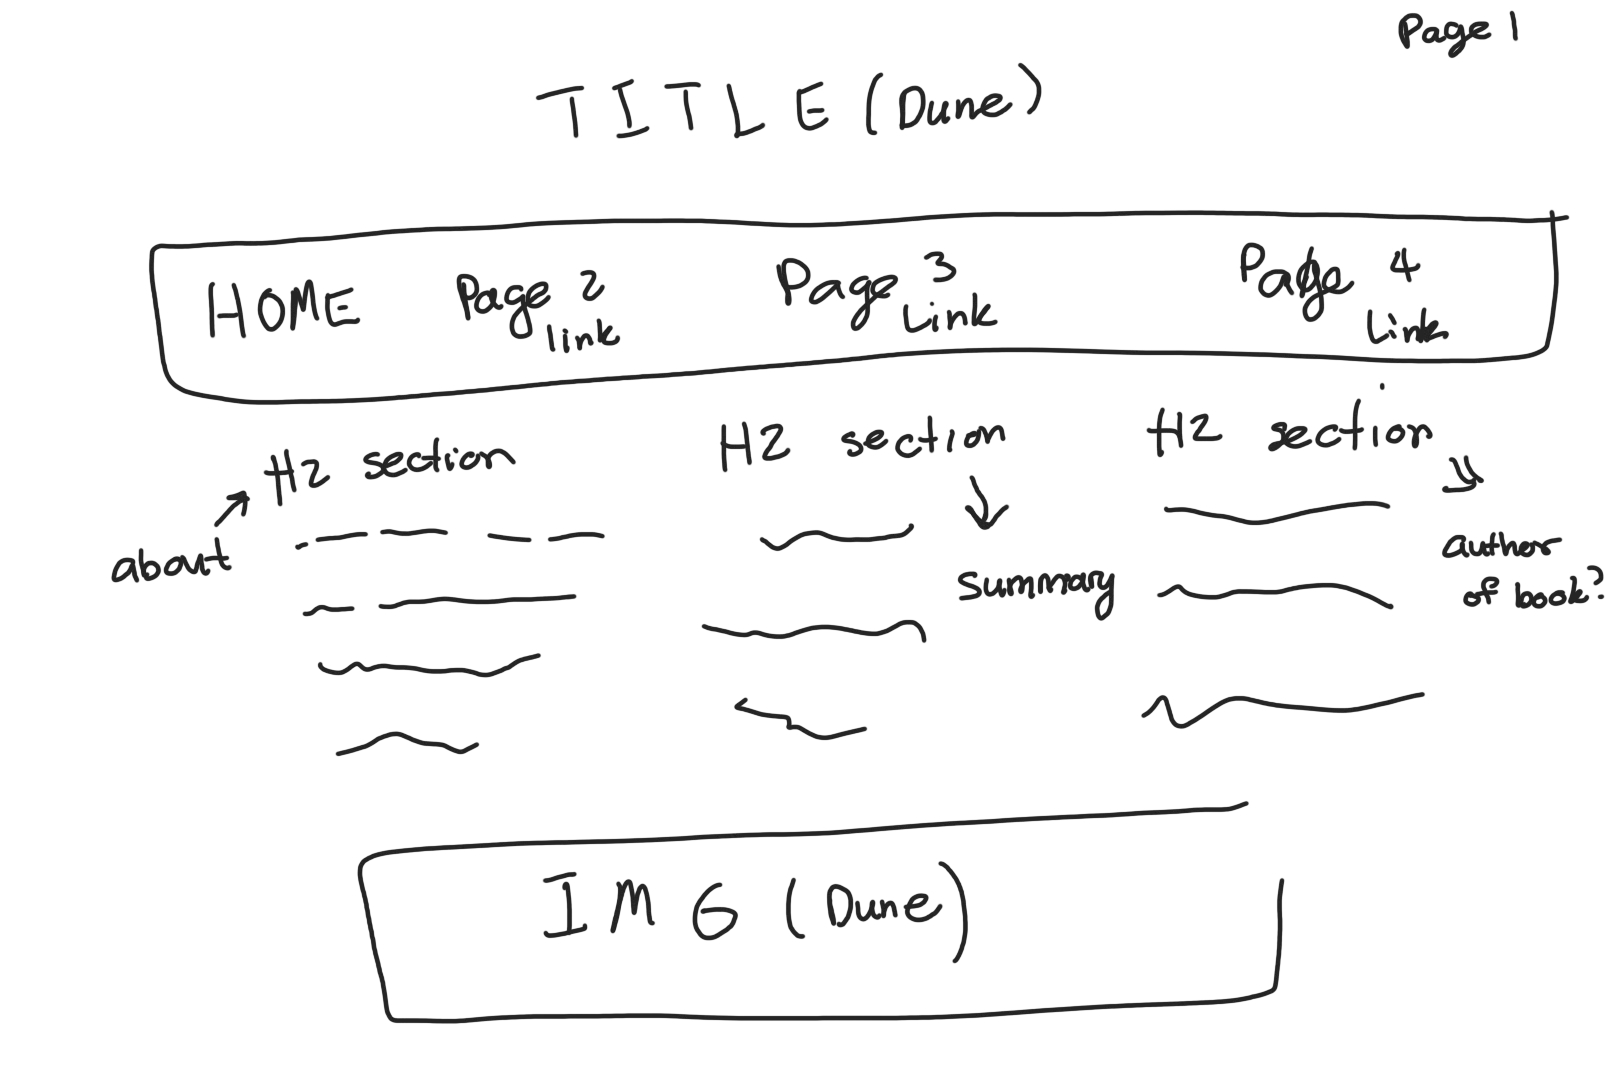 Page 1
TITLE (Dune)
HOME Page 2 link Page 3 Link Page 4 Link
H2 section H2 section H2 section
about
summary
author
of book?
IMG (Dune)